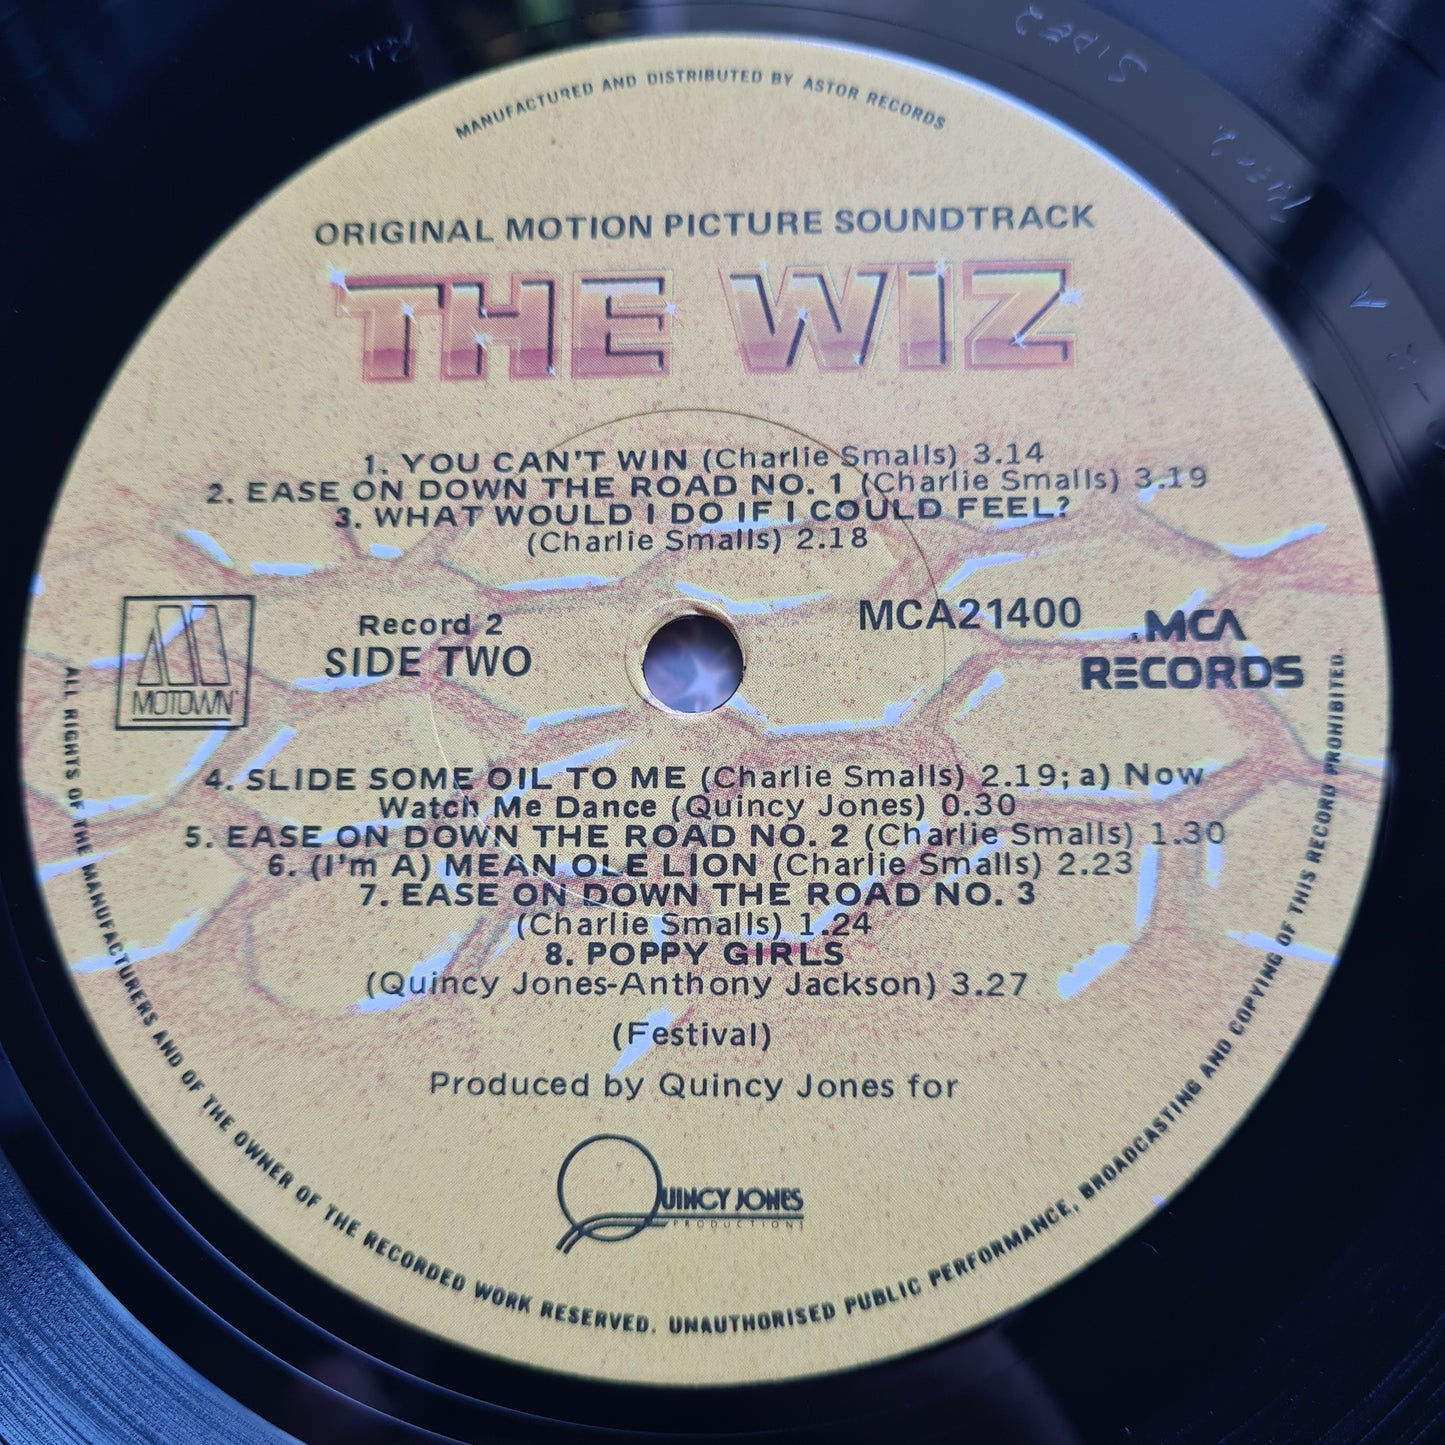 MANUFACTURED AND DISTRIBUTED BY ASTOR RECORDS
ORIGINAL MOTION PICTURE SOUNDTRACK
THE WIZ
1. YOU CAN'T WIN (Charlie Smalls) 3.14
2. EASE ON DOWN THE ROAD NO. 1 (Charlie Smalls) 3.19
3. WHAT WOULD I DO IF I COULD FEEL?
(Charlie Smalls) 2.18
Record 2
SIDE TWO
MCA21400
MCA
RECORDS
MOTOWN
4. SLIDE SOME OIL TO ME (Charlie Smalls) 2.19; a) Now
Watch Me Dance (Quincy Jones) 0.30
5. EASE ON DOWN THE ROAD NO. 2 (Charlie Smalls) 1.30
6. (I'm A) MEAN OLE LION (Charlie Smalls) 2.23
7. EASE ON DOWN THE ROAD NO. 3
(Charlie Smalls) 1.24
8. POPPY GIRLS
(Quincy Jones-Anthony Jackson) 3.27
(Festival)
Produced by Quincy Jones for
QUINCY JONES
PRODUCTIONS
ALL RIGHTS OF THE MANUFACTURERS AND OF THE OWNER OF THE RECORDED WORK RESERVED. UNAUTHORISED PUBLIC PERFORMANCE, BROADCASTING AND COPYING OF THIS RECORD PROHIBITED.
SIDE 2